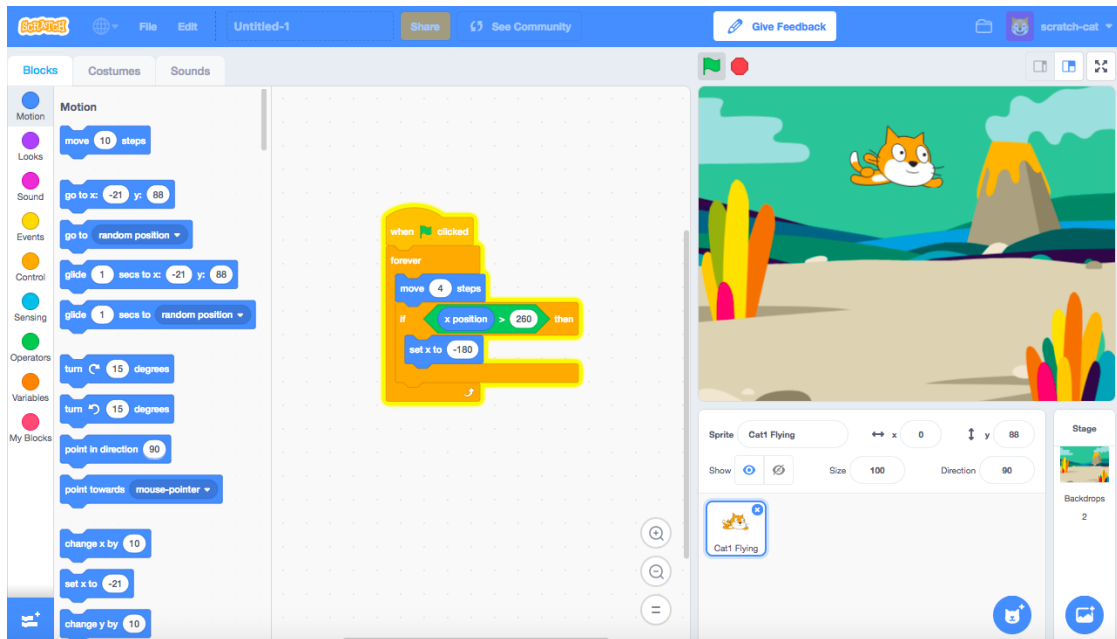 SCRATCH File Edit Untitled-1 Share See Community Give Feedback scratch-cat
Blocks Costumes Sounds
Motion
Looks
Sound
Events
Control
Sensing
Operators
Variables
My Blocks
Motion
move 10 steps
go to x: -21 y: 88
go to random position
glide 1 secs to x: -21 y: 88
glide 1 secs to random position
turn 15 degrees
turn 15 degrees
point in direction 90
point towards mouse-pointer
change x by 10
set x to -21
change y by 10
when clicked
forever
move 4 steps
if x position > 260 then
set x to -180
Sprite Cat1 Flying x 0 y 88
Show Size 100 Direction 90
Cat1 Flying
Stage
Backdrops
2